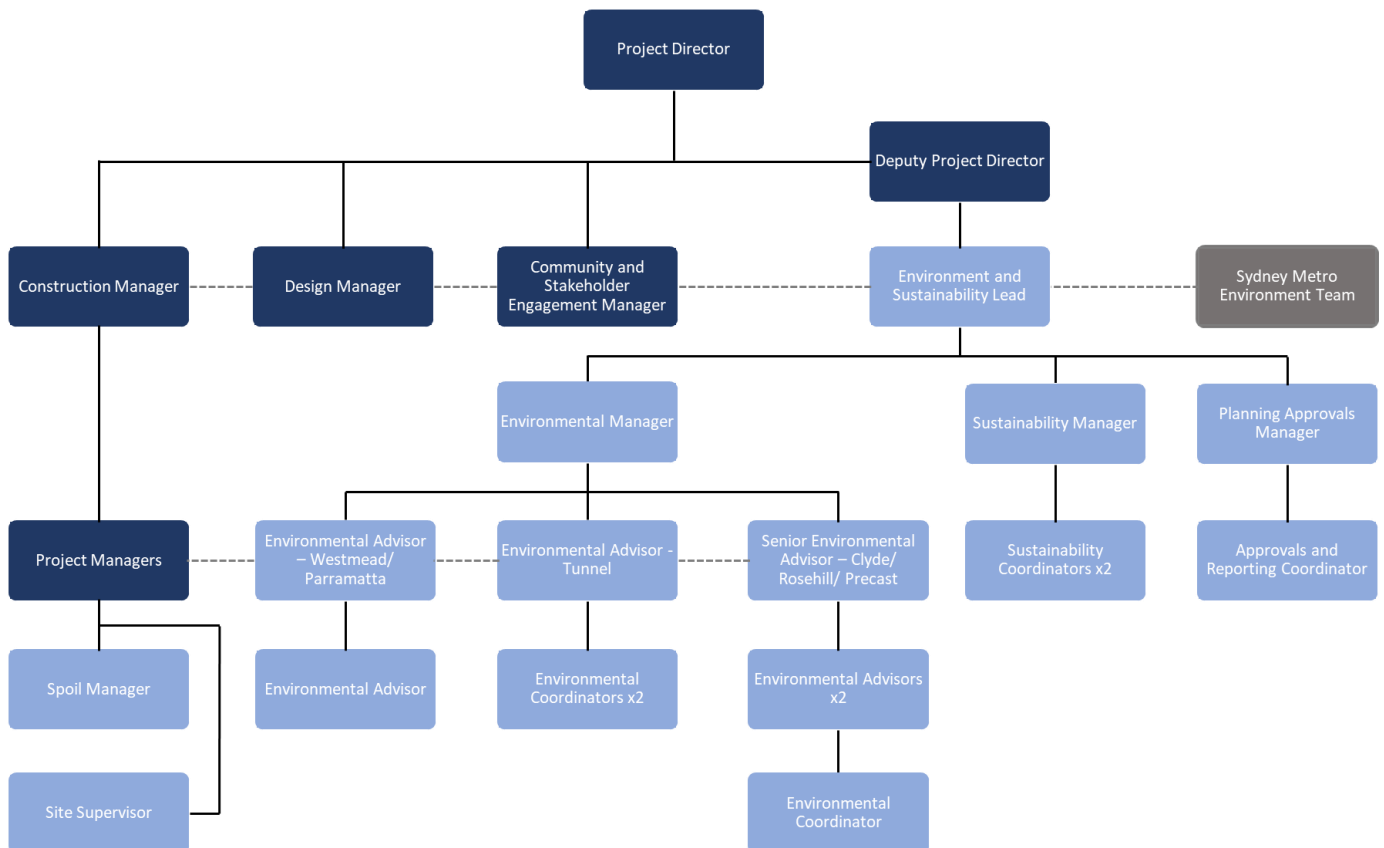 Project Director
Deputy Project Director
Construction Manager
Design Manager
Community and
Stakeholder
Engagement Manager
Environment and
Sustainability Lead
Sydney Metro
Environment Team
Environmental Manager
Sustainability Manager
Planning Approvals
Manager
Project Managers
Environmental Advisor
– Westmead/
Parramatta
Environmental Advisor -
Tunnel
Senior Environmental
Advisor – Clyde/
Rosehill/ Precast
Sustainability
Coordinators x2
Approvals and
Reporting Coordinator
Spoil Manager
Environmental Advisor
Environmental
Coordinators x2
Environmental Advisors
x2
Site Supervisor
Environmental
Coordinator